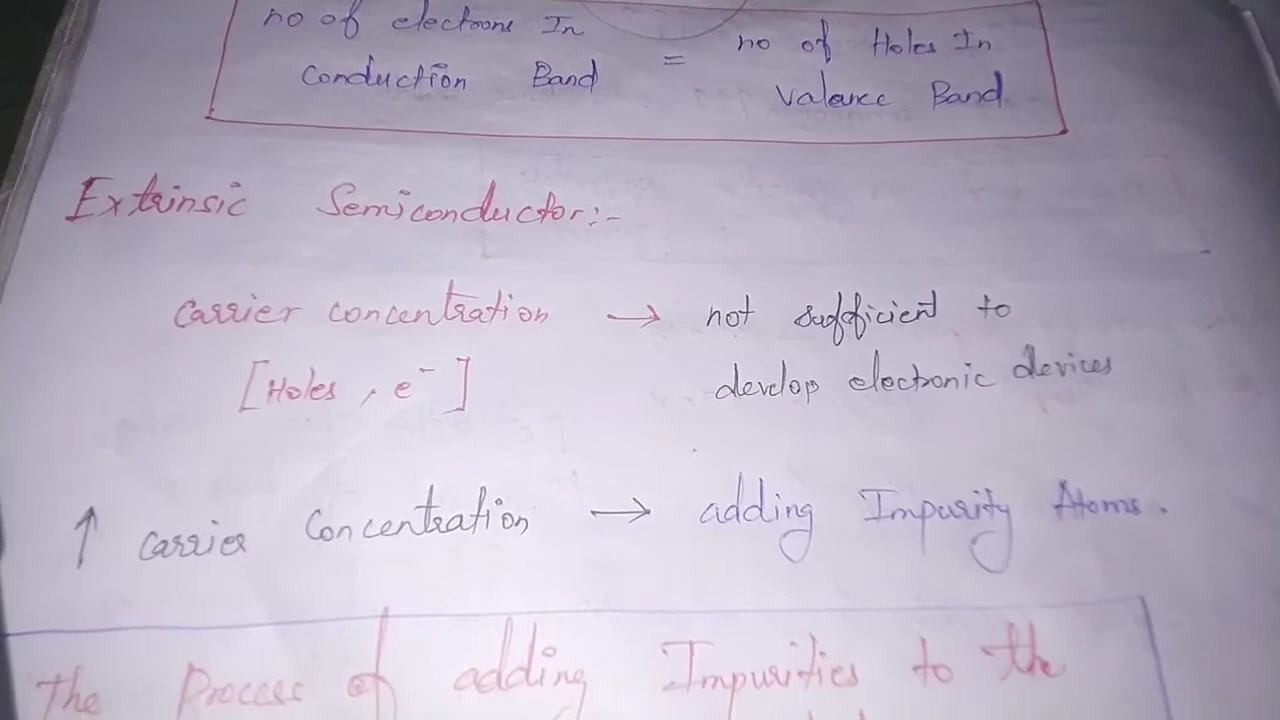 no of electrons In
Conduction Band
=
no of Holes In
Valance Band
Extrinsic Semiconductor:-
Carrier concentration → not sufficient to
[Holes, e⁻]
develop electronic devices
↑ Carrier Concentration → adding Impurity Atoms.
The Process of adding Impurities to the